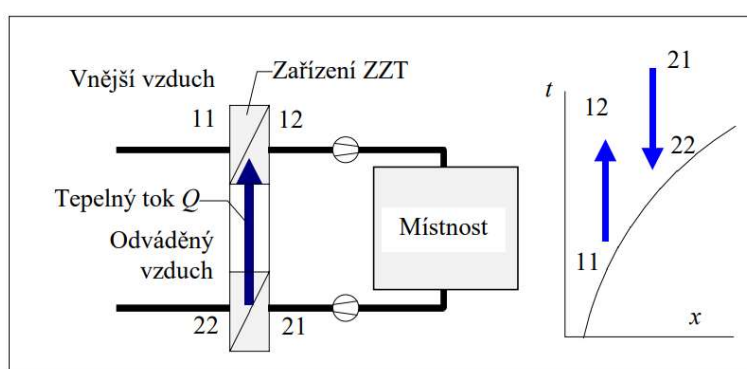 Vnější vzduch
Zařízení ZZT
11
12
Tepelný tok Q
Odváděný
vzduch
22
21
Místnost
t
21
12
22
11
x